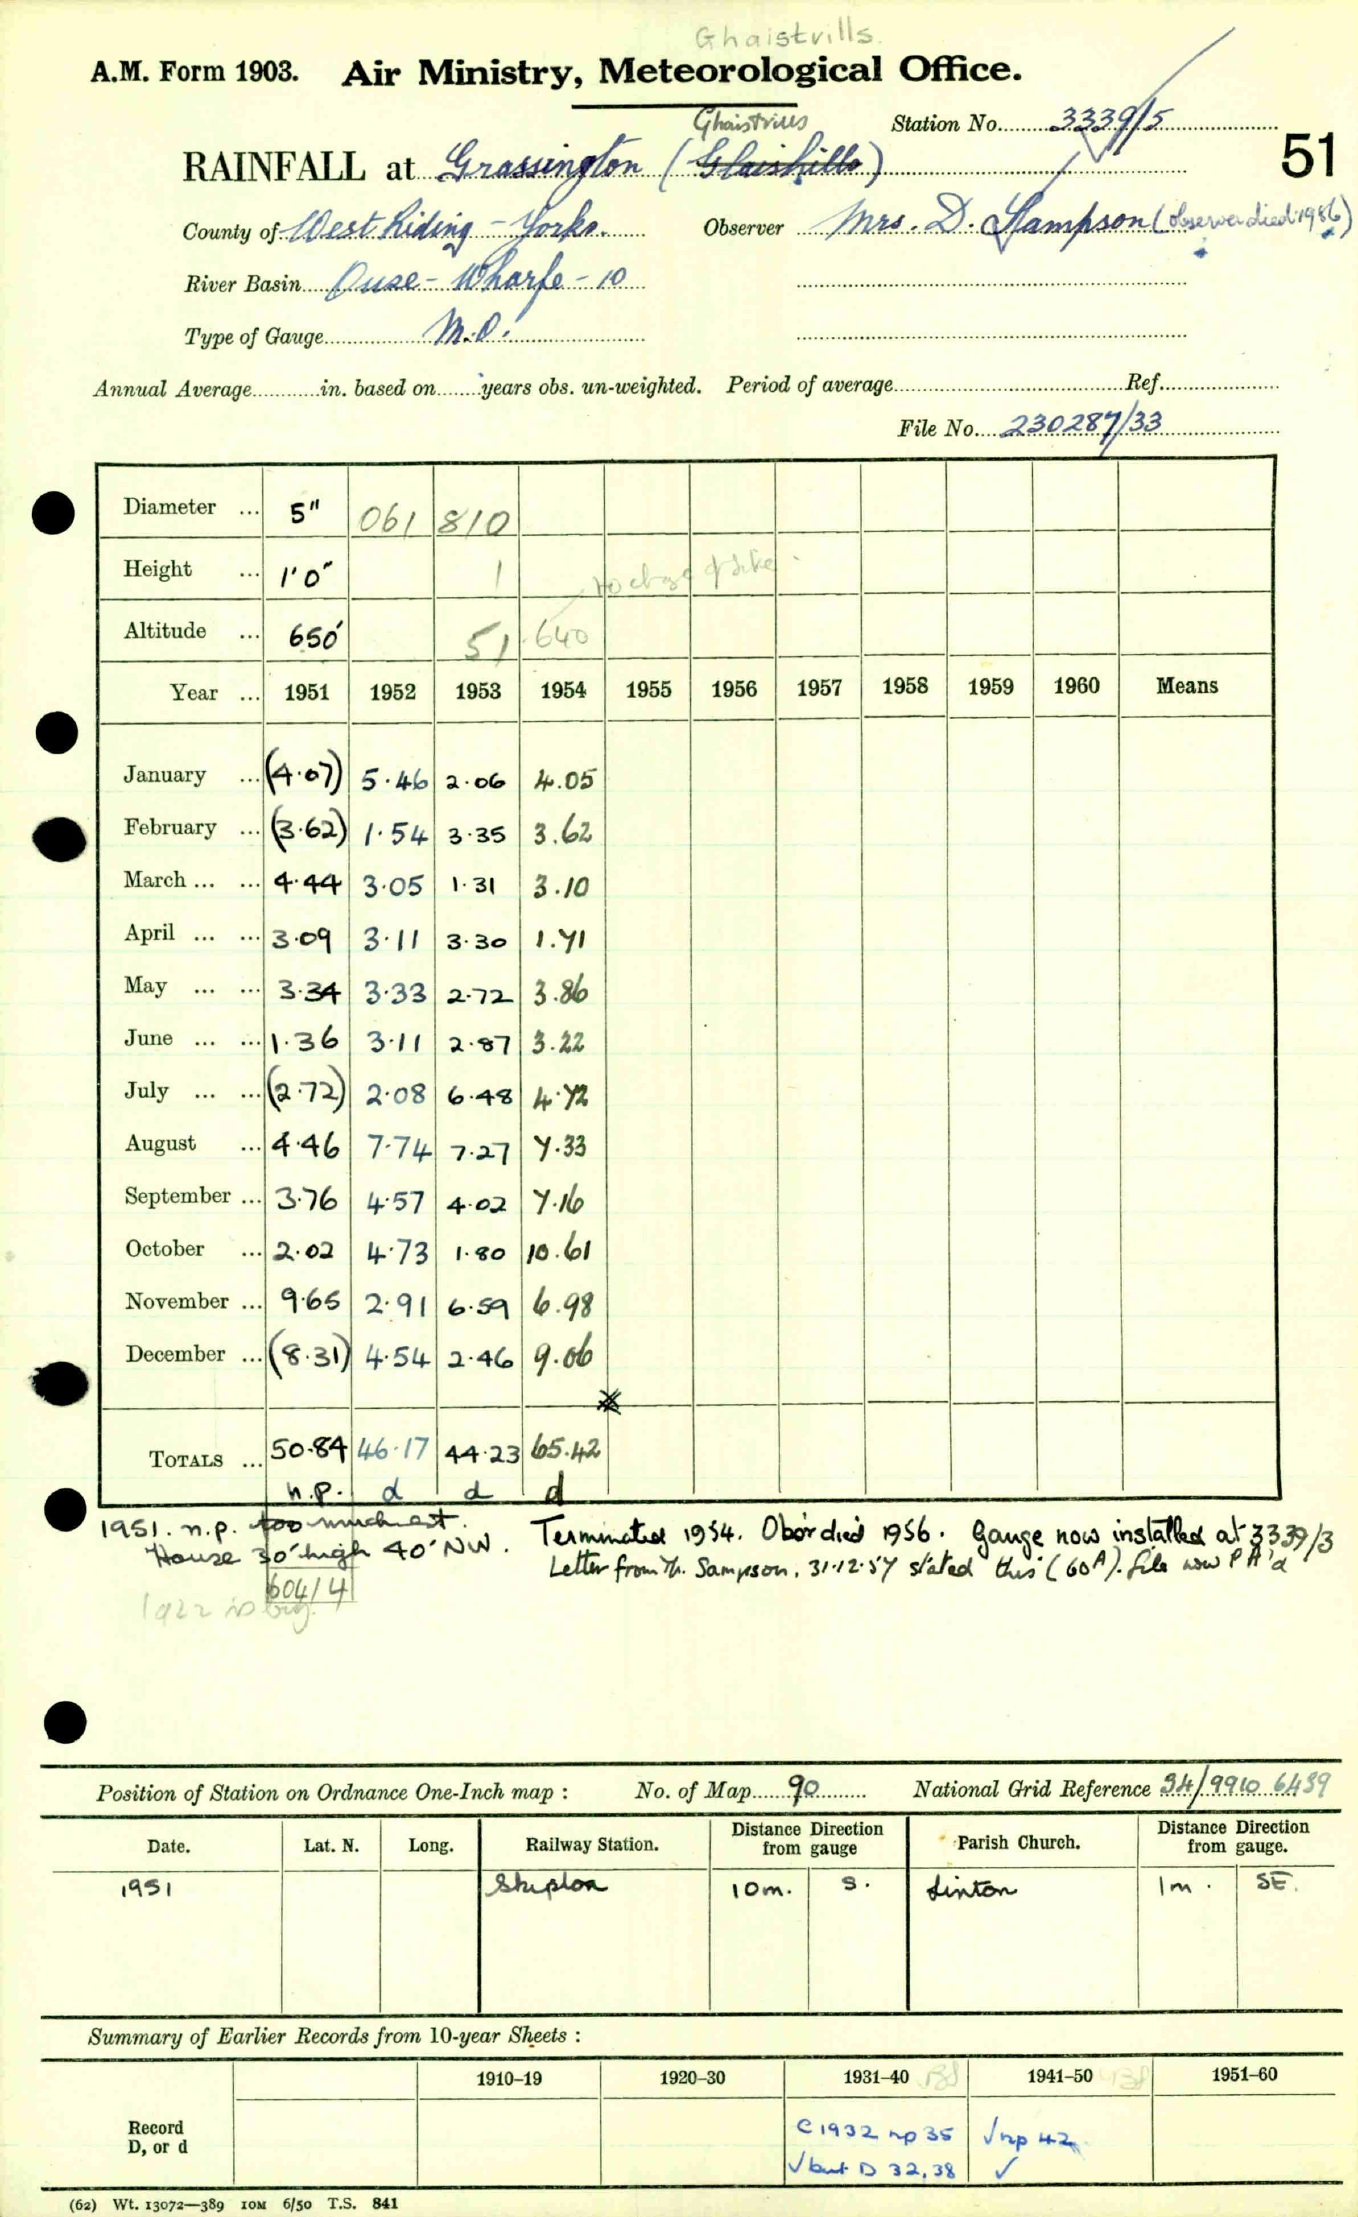 Ghaistrills.
A.M. Form 1903. Air Ministry, Meteorological Office.
Station No. 3339/5
Ghaistrills
RAINFALL at Grassington (Glaishills)
51
County of West Riding - Yorks. Observer Mrs. D. Sampson (observer died 1956)
River Basin Ouse - Wharfe - 10
Type of Gauge M.O.
Annual Average in. based on years obs. un-weighted. Period of average Ref.
File No. 230287/33
Diameter ... 5" 061 810
Height ... 1'0" 1 no change of site.
Altitude ... 650' 51 640
Year ... 1951 1952 1953 1954 1955 1956 1957 1958 1959 1960 Means
January ... (4.07) 5.46 2.06 4.05
February ... (3.62) 1.54 3.35 3.62
March ... ... 4.44 3.05 1.31 3.10
April ... ... 3.09 3.11 3.30 1.71
May ... ... 3.34 3.33 2.72 3.86
June ... ... 1.36 3.11 2.87 3.22
July ... ... (2.72) 2.08 6.48 4.72
August ... 4.46 7.74 7.27 7.33
September ... 3.76 4.57 4.02 7.16
October ... 2.02 4.73 1.80 10.61
November ... 9.65 2.91 6.59 6.98
December ... (8.31) 4.54 2.46 9.06
TOTALS ... 50.84 46.17 44.23 65.42
n.p. d d d
1951. n.p. too much est.
House 30' high 40' NW.
Terminated 1954. Obsr died 1956. Gauge now installed at 3339/3
Letter from Mr. Sampson, 31.12.57 stated this (60A). File now PA'd
604/4
1922 is beg.
Position of Station on Ordnance One-Inch map : No. of Map 90 National Grid Reference 34/9910 6439
Date. Lat. N. Long. Railway Station. Distance Direction from gauge Parish Church. Distance Direction from gauge.
1951 Skipton 10m. S. Linton 1m. SE.
Summary of Earlier Records from 10-year Sheets :
1910-19 1920-30 1931-40 1941-50 1951-60
Record
D, or d
C1932 np 35 √np 42
√but D 32,38 √
(62) Wt. 13072—389 10M 6/50 T.S. 841